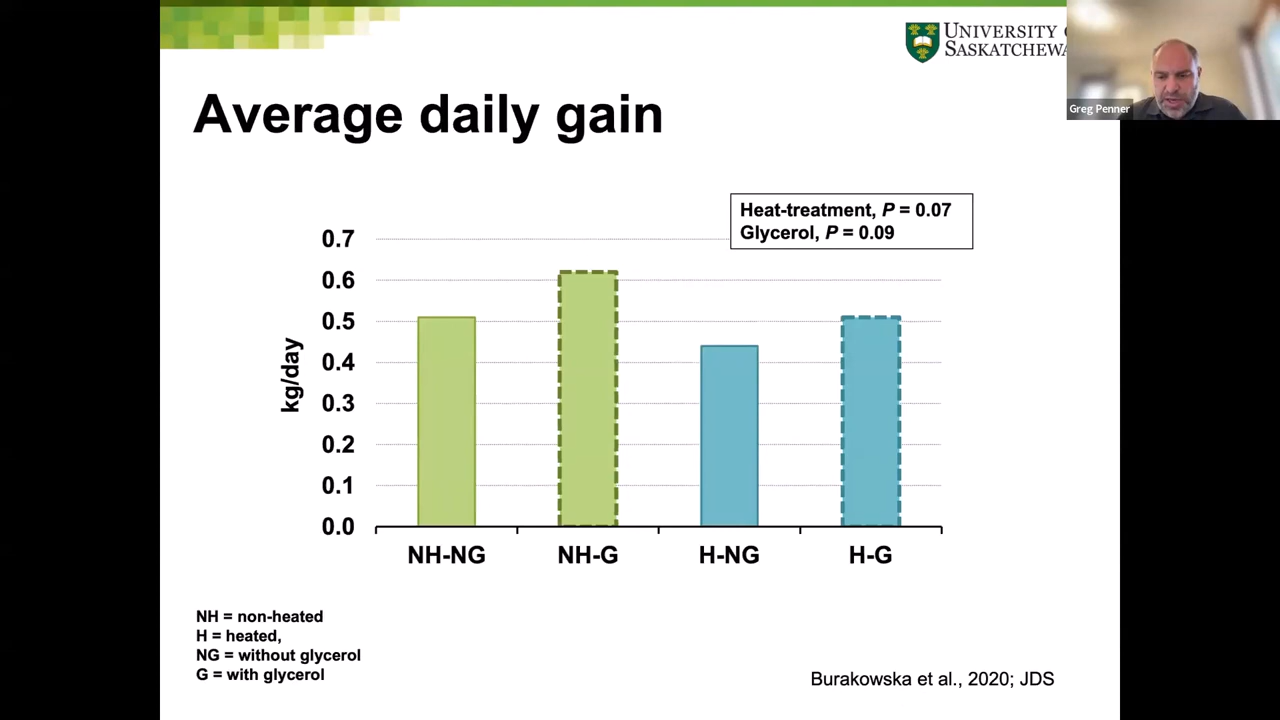 UNIVERSITY
SASKATCHEW
Greg Penner
Average daily gain
Heat-treatment, P = 0.07
Glycerol, P = 0.09
kg/day
0.7
0.6
0.5
0.4
0.3
0.2
0.1
0.0
NH-NG NH-G H-NG H-G
NH = non-heated
H = heated,
NG = without glycerol
G = with glycerol
Burakowska et al., 2020; JDS